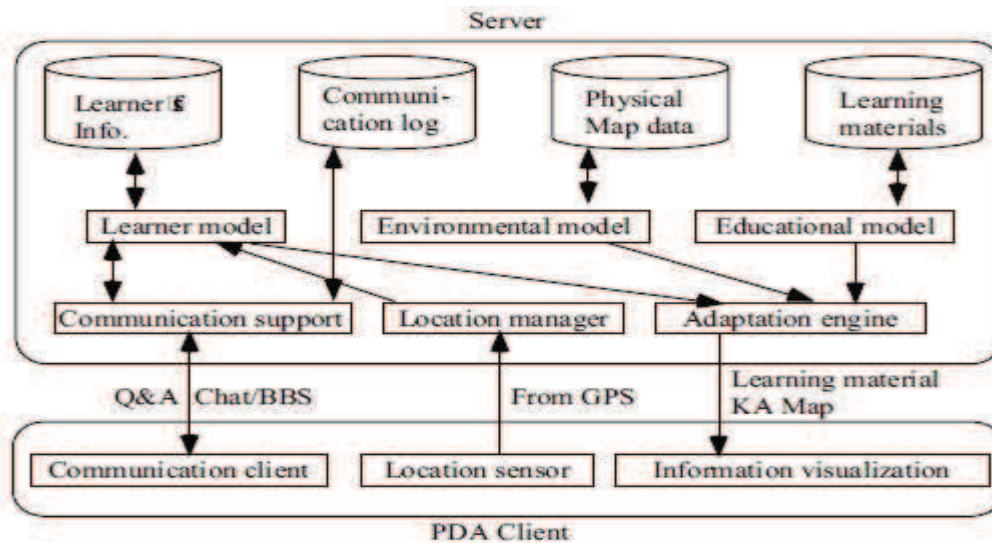 Server
Learner's
Info.
Communi-
cation log
Physical
Map data
Learning
materials
Learner model
Environmental model
Educational model
Communication support
Location manager
Adaptation engine
Q&A
Chat/BBS
From GPS
Learning material
KA Map
Communication client
Location sensor
Information visualization
PDA Client